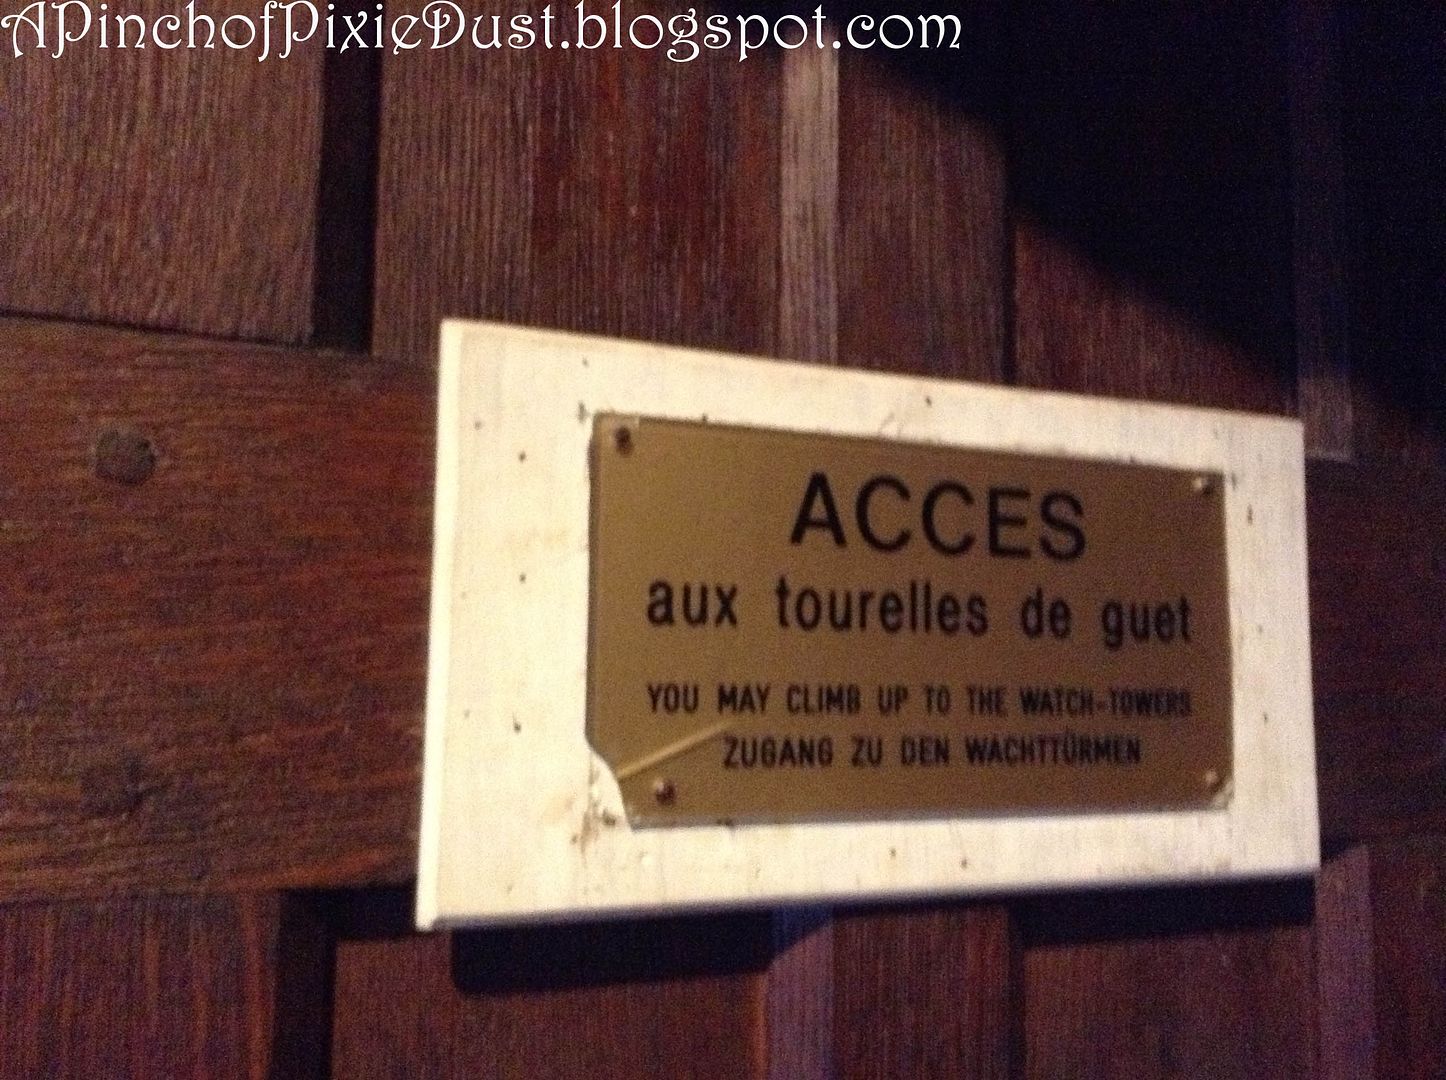 APinchofPixieDust.blogspot.com
ACCES
aux tourelles de guet
YOU MAY CLIMB UP TO THE WATCH-TOWERS
ZUGANG ZU DEN WACHTTÜRMEN